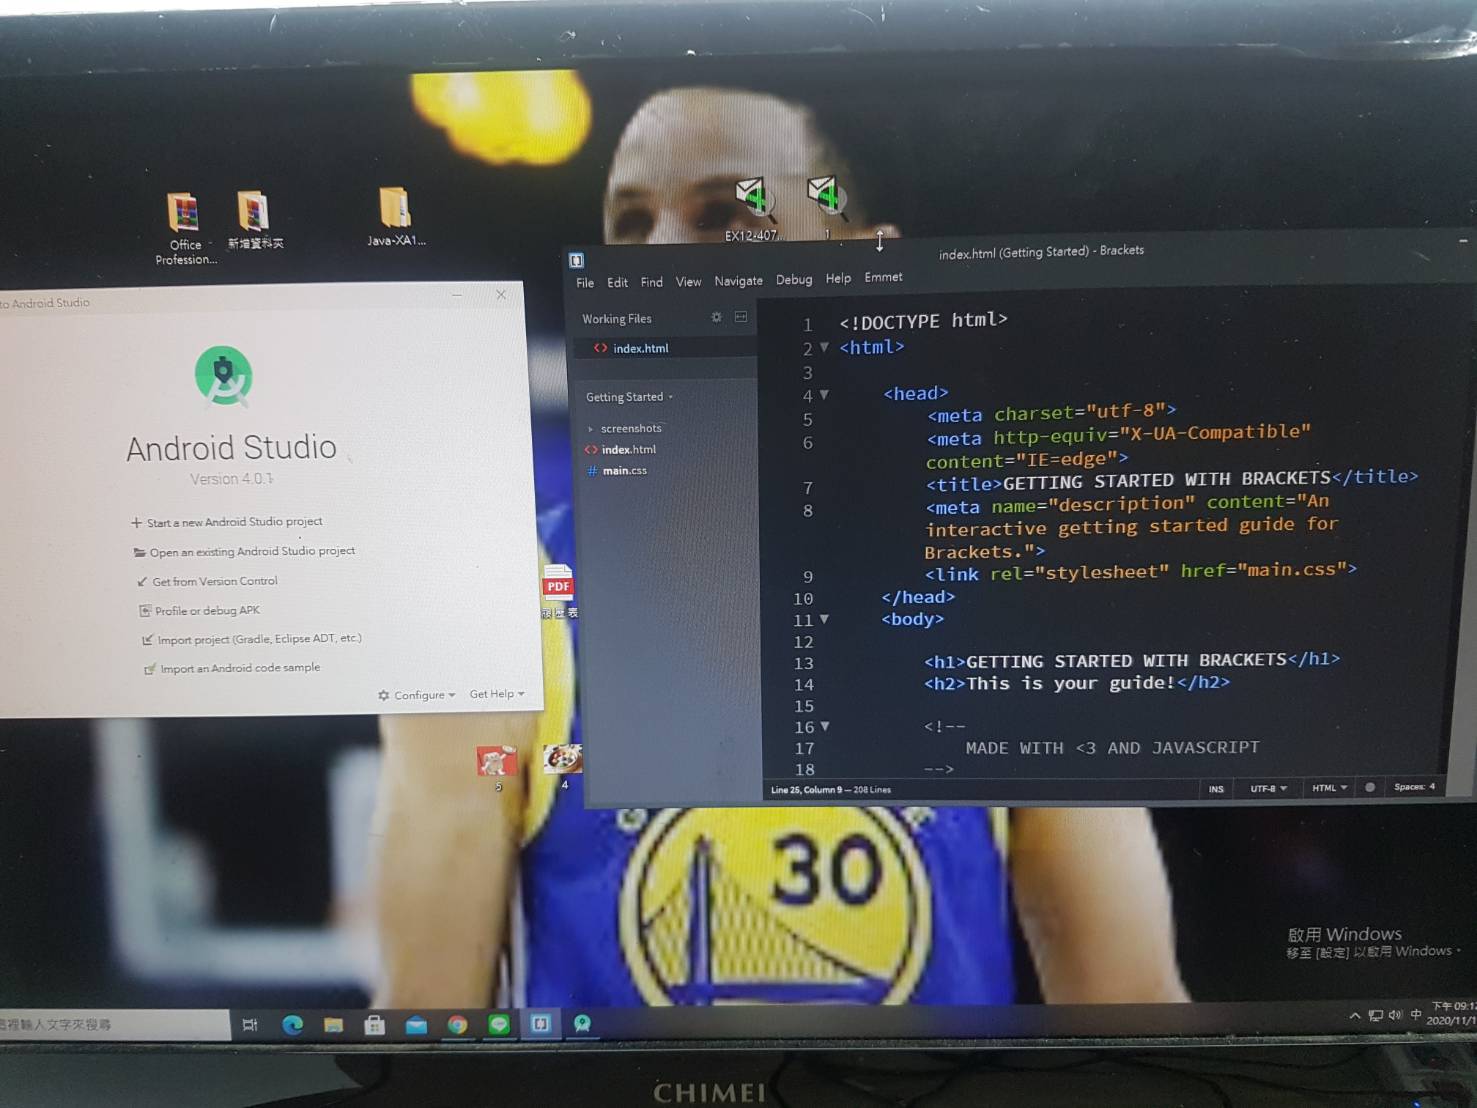 Office
Profession...
新增資料夾
Java-XA1...
EX12-407...
1
to Android Studio
Android Studio
Version 4.0.1
Start a new Android Studio project
Open an existing Android Studio project
Get from Version Control
Profile or debug APK
Import project (Gradle, Eclipse ADT, etc.)
Import an Android code sample
Configure
Get Help
PDF
5
4
index.html (Getting Started) - Brackets
File Edit Find View Navigate Debug Help Emmet
Working Files
index.html
Getting Started
screenshots
index.html
main.css
1 <!DOCTYPE html>
2 <html>
3
4 <head>
5 <meta charset="utf-8">
6 <meta http-equiv="X-UA-Compatible"
content="IE=edge">
7 <title>GETTING STARTED WITH BRACKETS</title>
8 <meta name="description" content="An
interactive getting started guide for
Brackets.">
9 <link rel="stylesheet" href="main.css">
10 </head>
11 <body>
12
13 <h1>GETTING STARTED WITH BRACKETS</h1>
14 <h2>This is your guide!</h2>
15
16 <!--
17 MADE WITH <3 AND JAVASCRIPT
18 -->
Line 25, Column 9 — 208 Lines
INS UTF-8 HTML Spaces: 4
30
啟用 Windows
移至 [設定] 以啟用 Windows。
裡輸入文字來搜尋
中
下午 09:1
2020/11/1
CHIMEI